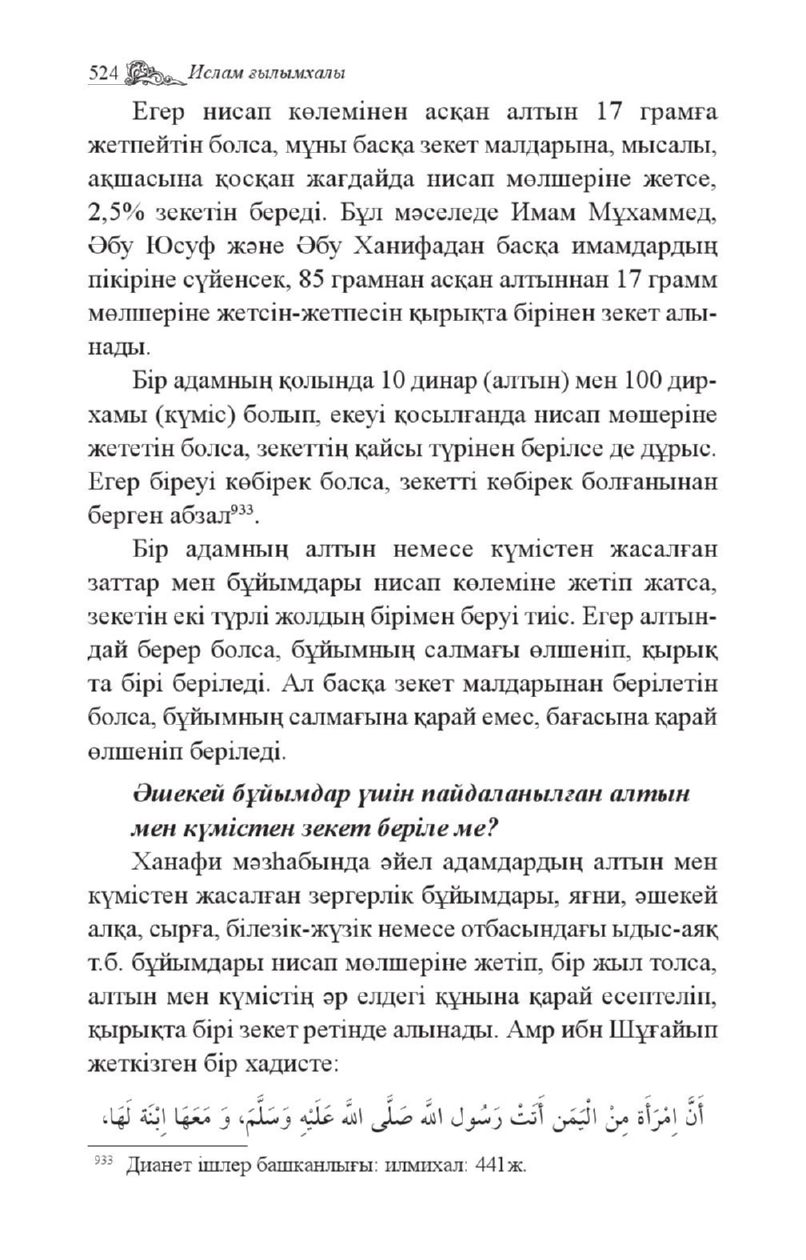 524 Ислам ғылымхалы
Егер нисап көлемінен асқан алтын 17 грамға
жетпейтін болса, мұны басқа зекет малдарына, мысалы,
ақшасына қосқан жағдайда нисап мөлшеріне жетсе,
2,5% зекетін береді. Бұл мәселеде Имам Мұхаммед,
Әбу Юсуф және Әбу Ханифадан басқа имамдардың
пікіріне сүйенсек, 85 грамнан асқан алтыннан 17 грамм
мөлшеріне жетсін-жетпесін қырықта бірінен зекет алы-
нады.
Бір адамның қолында 10 динар (алтын) мен 100 дир-
хамы (күміс) болып, екеуі қосылғанда нисап мөшеріне
жететін болса, зекеттің қайсы түрінен берілсе де дұрыс.
Егер біреуі көбірек болса, зекетті көбірек болғанынан
берген абзал⁹³³.
Бір адамның алтын немесе күмістен жасалған
заттар мен бұйымдары нисап көлеміне жетіп жатса,
зекетін екі түрлі жолдың бірімен беруі тиіс. Егер алтын-
дай берер болса, бұйымның салмағы өлшеніп, қырық
та бірі беріледі. Ал басқа зекет малдарынан берілетін
болса, бұйымның салмағына қарай емес, бағасына қарай
өлшеніп беріледі.
Әшекей бұйымдар үшін пайдаланылған алтын
мен күмістен зекет беріле ме?
Ханафи мәзһабында әйел адамдардың алтын мен
күмістен жасалған зергерлік бұйымдары, яғни, әшекей
алқа, сырға, білезік-жүзік немесе отбасындағы ыдыс-аяқ
т.б. бұйымдары нисап мөлшеріне жетіп, бір жыл толса,
алтын мен күмістің әр елдегі құнына қарай есептеліп,
қырықта бірі зекет ретінде алынады. Амр ибн Шұғайып
жеткізген бір хадисте:
أَنَّ اِمْرَأَة مِنْ الْيَمَن أَتَتْ رَسُول الله صَلَّى الله عَلَيْهِ وَسَلَّمَ، وَ مَعَهَا اِبْنَة لَهَا،
⁹³³ Дианет ішлер башканлығы: илмихал: 441ж.